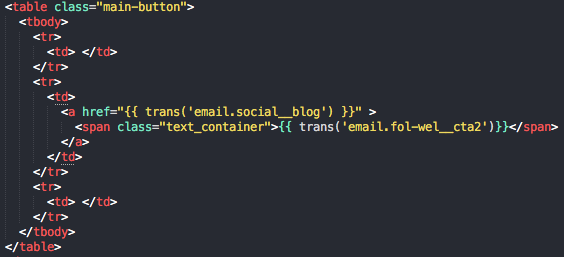 <table class="main-button">
<tbody>
<tr>
<td> </td>
</tr>
<tr>
<td>
<a href="{{ trans('email.social__blog') }}" >
<span class="text_container">{{ trans('email.fol-wel__cta2')}}</span>
</a>
</td>
</tr>
<tr>
<td> </td>
</tr>
</tbody>
</table>